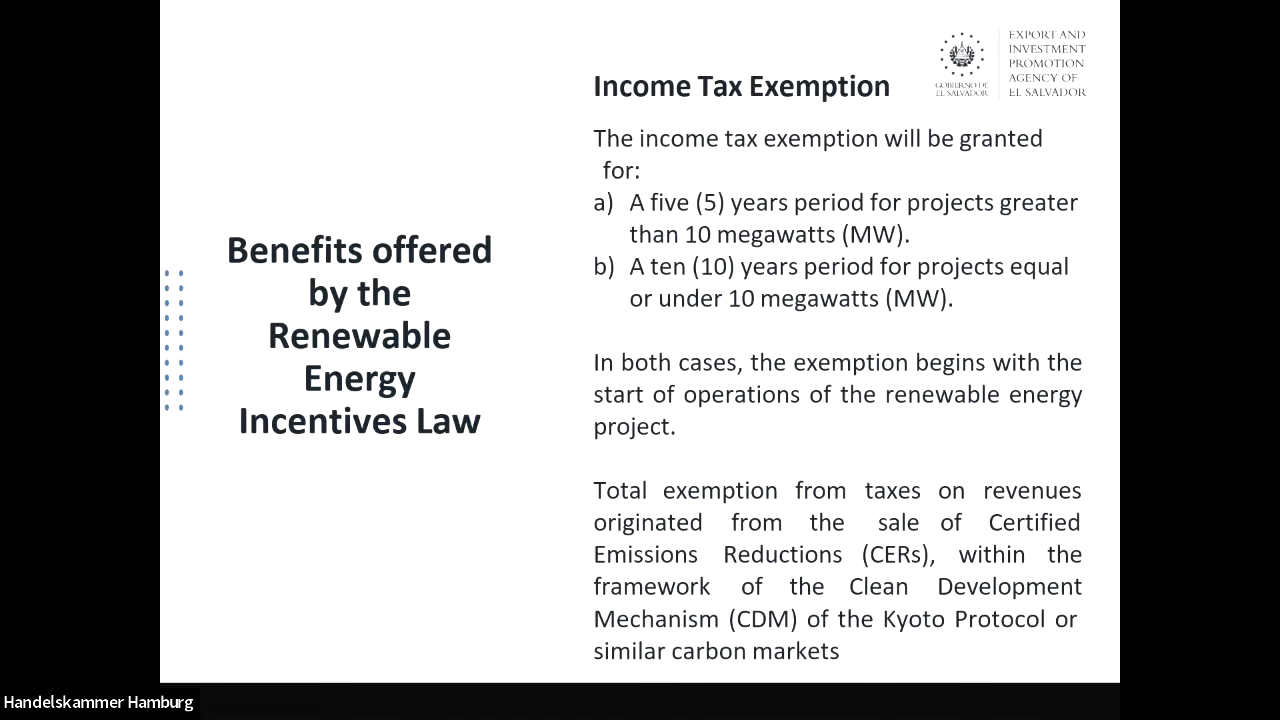 EXPORT AND
INVESTMENT
PROMOTION
AGENCY OF
EL SALVADOR
GOBIERNO DE
EL SALVADOR
Income Tax Exemption
The income tax exemption will be granted
for:
a) A five (5) years period for projects greater
than 10 megawatts (MW).
b) A ten (10) years period for projects equal
or under 10 megawatts (MW).
In both cases, the exemption begins with the
start of operations of the renewable energy
project.
Total exemption from taxes on revenues
originated from the sale of Certified
Emissions Reductions (CERs), within the
framework of the Clean Development
Mechanism (CDM) of the Kyoto Protocol or
similar carbon markets
Benefits offered
by the
Renewable
Energy
Incentives Law
Handelskammer Hamburg